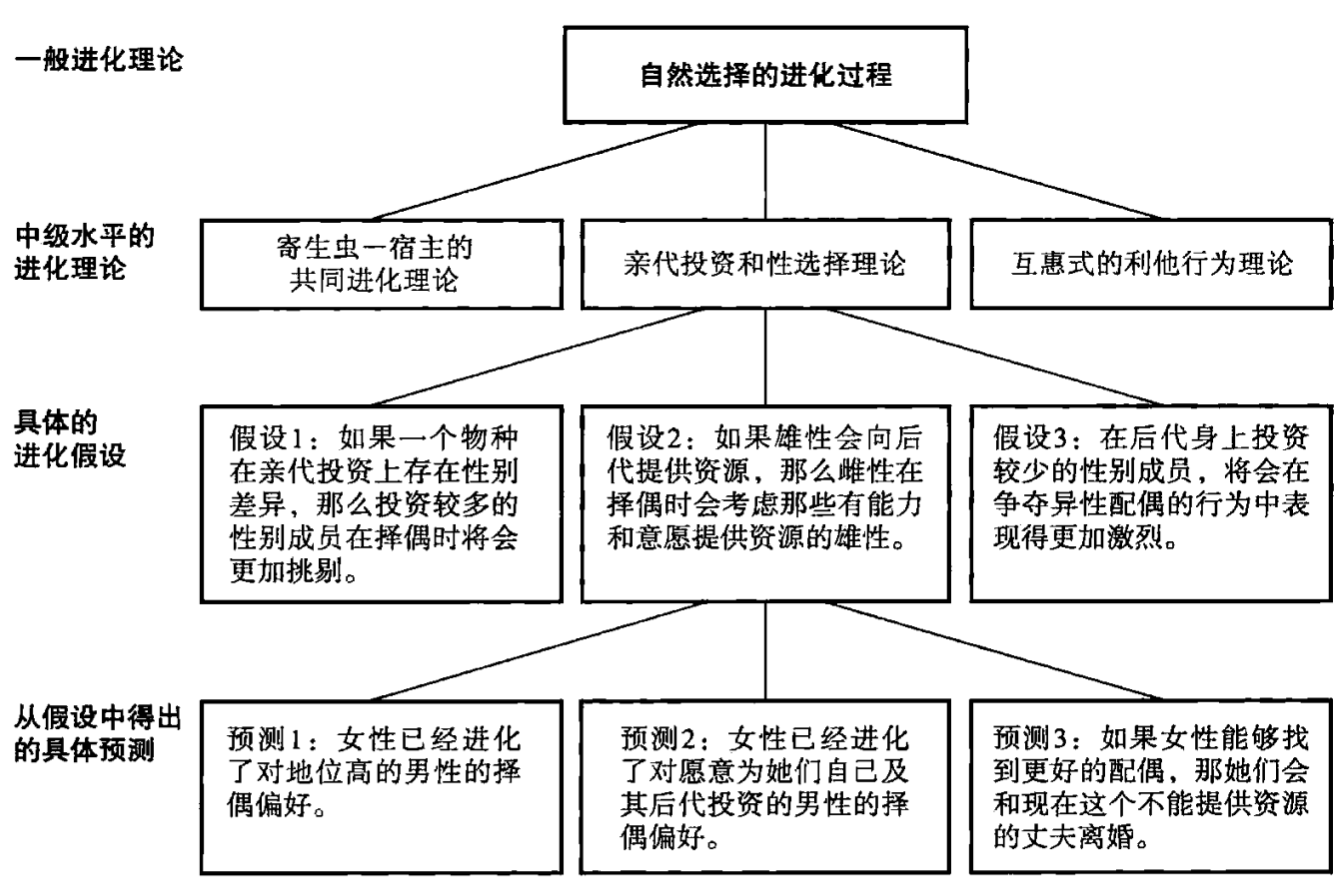 一般进化理论
自然选择的进化过程
中级水平的
进化理论
寄生虫－宿主的
共同进化理论
亲代投资和性选择理论
互惠式的利他行为理论
具体的
进化假设
假设1：如果一个物种
在亲代投资上存在性别
差异，那么投资较多的
性别成员在择偶时将会
更加挑剔。
假设2：如果雄性会向后
代提供资源，那么雌性在
择偶时会考虑那些有能力
和意愿提供资源的雄性。
假设3：在后代身上投资
较少的性别成员，将会在
争夺异性配偶的行为中表
现得更加激烈。
从假设中得出
的具体预测
预测1：女性已经进化
了对地位高的男性的择
偶偏好。
预测2：女性已经进化
了对愿意为她们自己及
其后代投资的男性的择
偶偏好。
预测3：如果女性能够找
到更好的配偶，那她们会
和现在这个不能提供资源
的丈夫离婚。